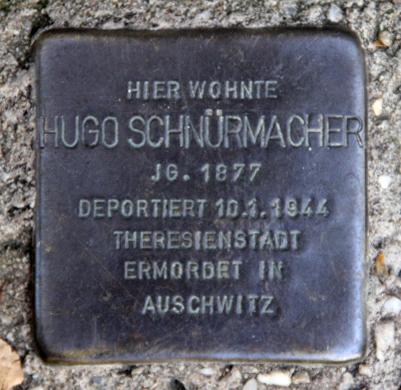 HIER WOHNTE
HUGO SCHNÜRMACHER
JG. 1877
DEPORTIERT 10.1.1944
THERESIENSTADT
ERMORDET IN
AUSCHWITZ